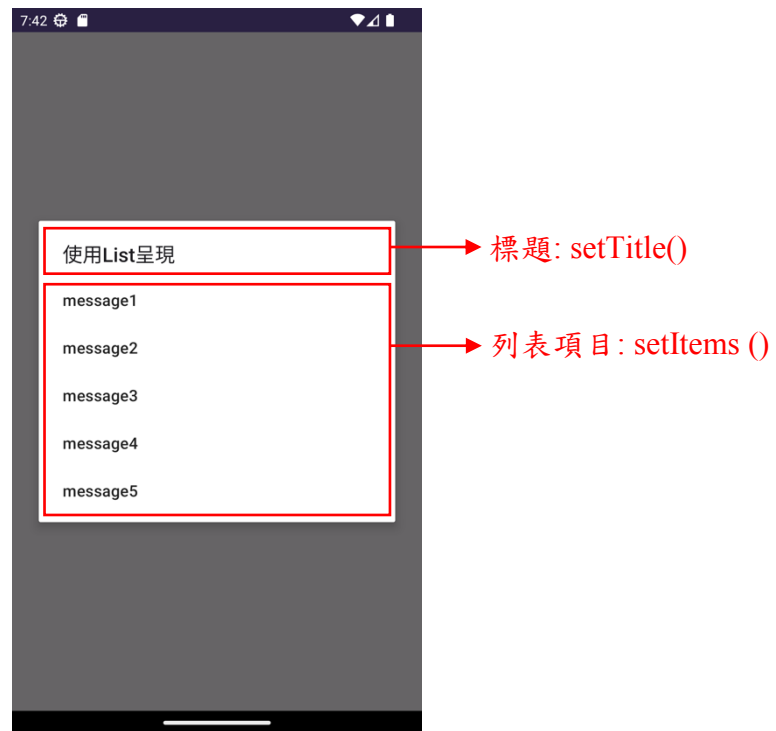 7:42
使用List呈現
標題: setTitle()
message1
列表項目: setItems ()
message2
message3
message4
message5